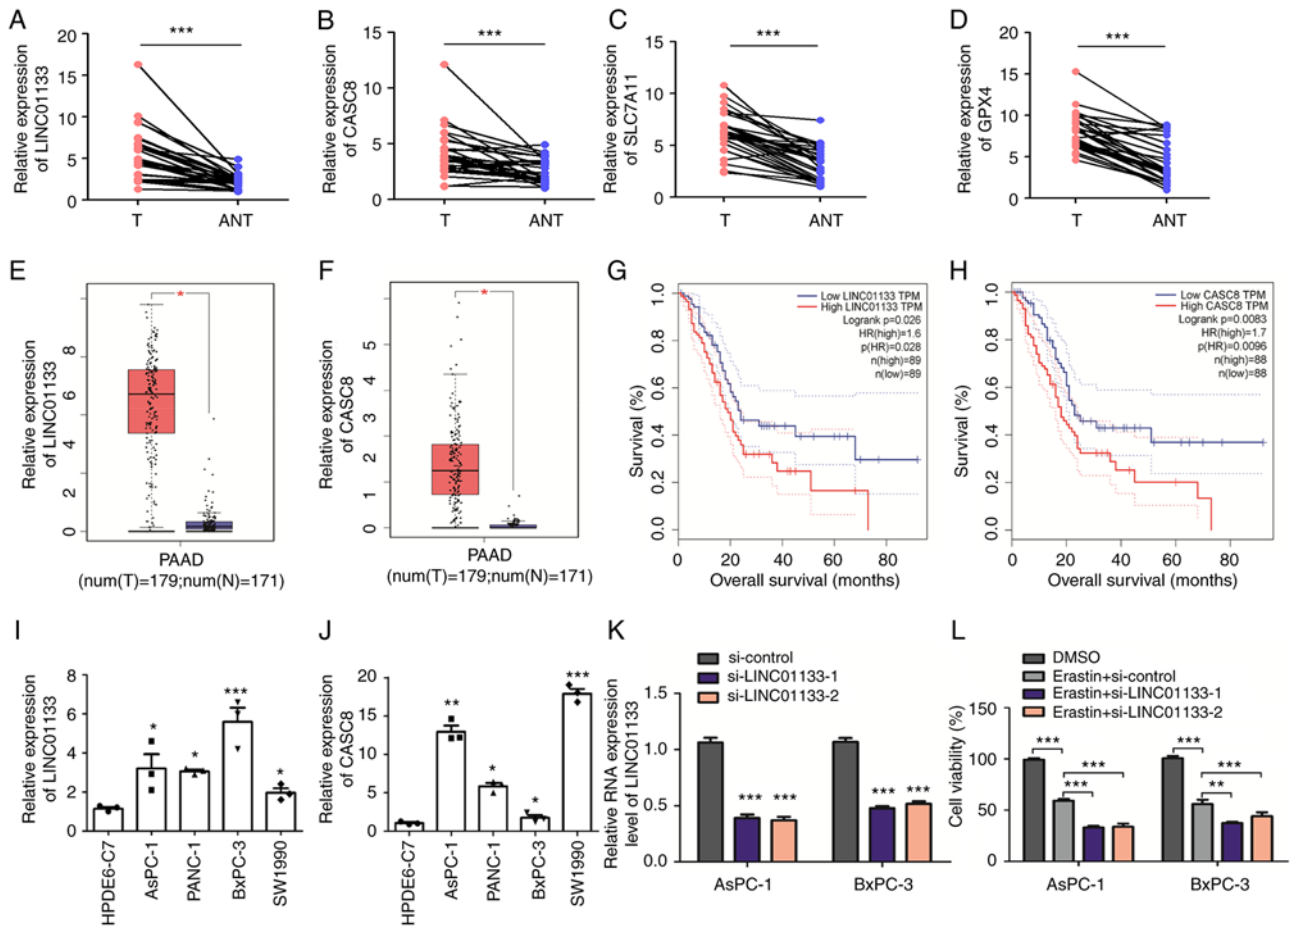 A
Relative expression
of LINC01133
20
15
10
5
0
***
T
ANT
B
Relative expression
of CASC8
15
10
5
0
***
T
ANT
C
Relative expression
of SLC7A11
15
10
5
0
***
T
ANT
D
Relative expression
of GPX4
20
15
10
5
0
***
T
ANT
E
Relative expression
of LINC01133
8
6
4
2
0
*
PAAD
(num(T)=179;num(N)=171)
F
Relative expression
of CASC8
5
4
3
2
1
0
*
PAAD
(num(T)=179;num(N)=171)
G
Survival (%)
1.0
0.8
0.6
0.4
0.2
0.0
Low LINC01133 TPM
High LINC01133 TPM
Logrank p=0.026
HR(high)=1.6
p(HR)=0.028
n(high)=89
n(low)=89
0 20 40 60 80
Overall survival (months)
H
Survival (%)
1.0
0.8
0.6
0.4
0.2
0.0
Low CASC8 TPM
High CASC8 TPM
Logrank p=0.0083
HR(high)=1.7
p(HR)=0.0096
n(high)=88
n(low)=88
0 20 40 60 80
Overall survival (months)
I
Relative expression
of LINC01133
8
6
4
2
0
*
*
***
*
HPDE6-C7
AsPC-1
PANC-1
BxPC-3
SW1990
J
Relative expression
of CASC8
20
15
10
5
0
**
*
*
***
HPDE6-C7
AsPC-1
PANC-1
BxPC-3
SW1990
K
si-control
si-LINC01133-1
si-LINC01133-2
Relative RNA expression
level of LINC01133
1.5
1.0
0.5
0.0
*** ***
*** ***
AsPC-1
BxPC-3
L
DMSO
Erastin+si-control
Erastin+si-LINC01133-1
Erastin+si-LINC01133-2
Cell viability (%)
150
100
50
0
***
***
***
***
***
**
AsPC-1
BxPC-3